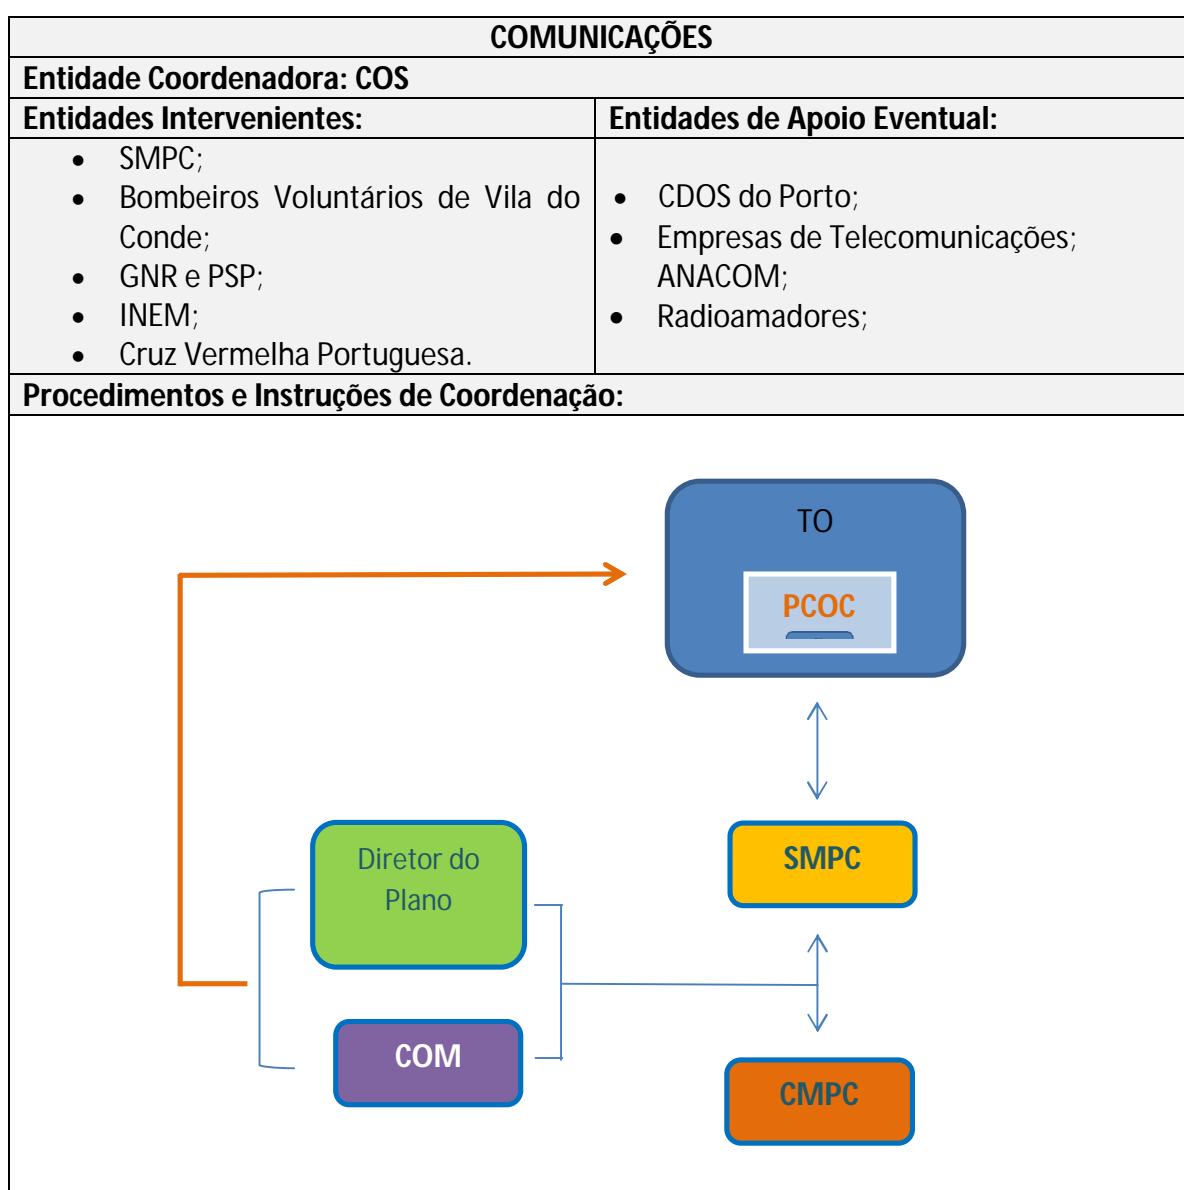 COMUNICAÇÕES
Entidade Coordenadora: COS
Entidades Intervenientes:
Entidades de Apoio Eventual:
• SMPC;
• Bombeiros Voluntários de Vila do
Conde;
• GNR e PSP;
• INEM;
• Cruz Vermelha Portuguesa.
• CDOS do Porto;
• Empresas de Telecomunicações;
ANACOM;
• Radioamadores;
Procedimentos e Instruções de Coordenação:
TO
PCOC
Diretor do
Plano
SMPC
COM
CMPC